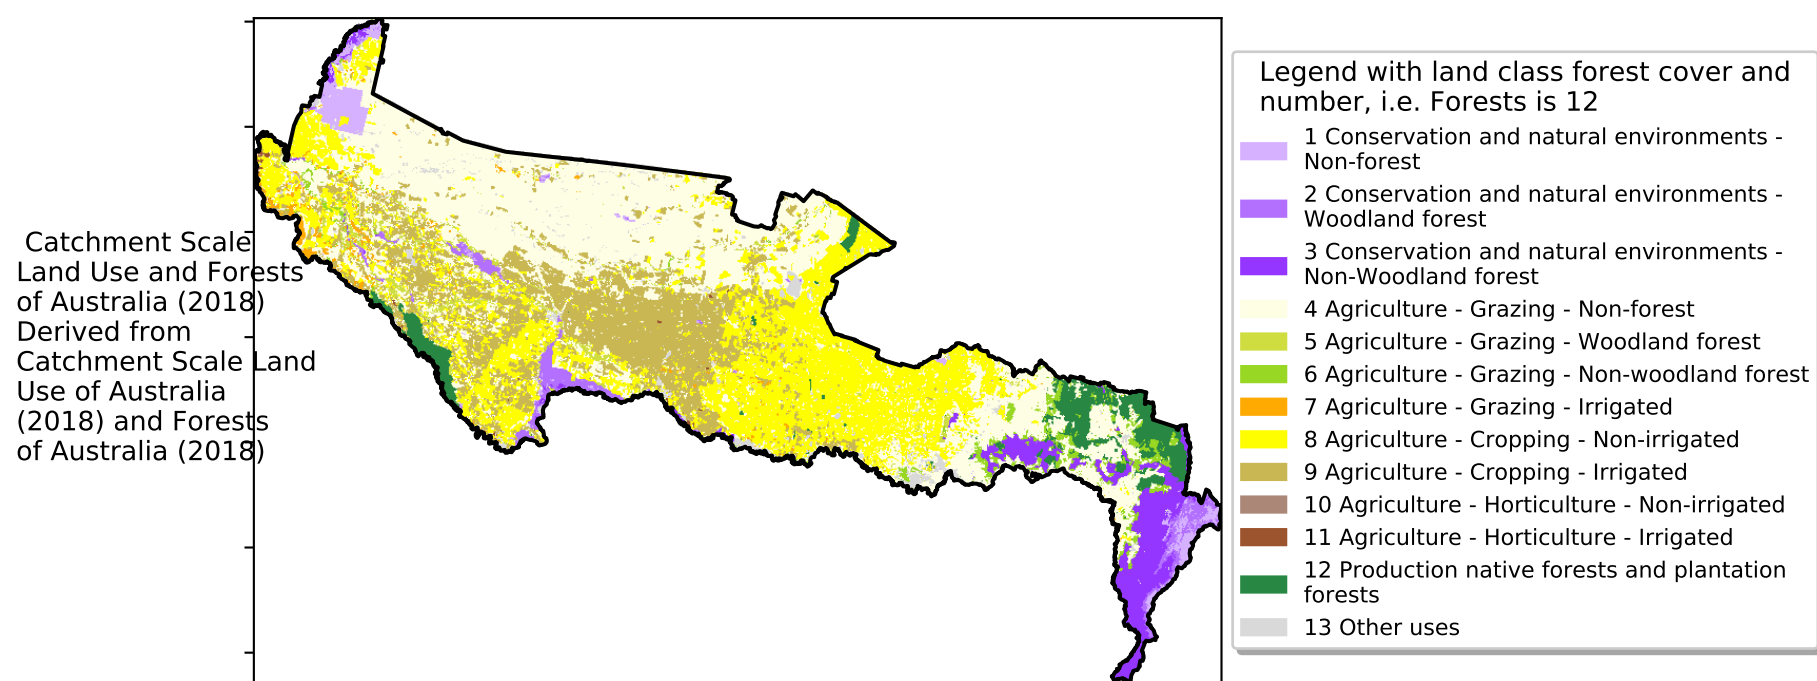 Catchment Scale
Land Use and Forests
of Australia (2018)
Derived from
Catchment Scale Land
Use of Australia
(2018) and Forests
of Australia (2018)
Legend with land class forest cover and
number, i.e. Forests is 12
1 Conservation and natural environments -
Non-forest
2 Conservation and natural environments -
Woodland forest
3 Conservation and natural environments -
Non-Woodland forest
4 Agriculture - Grazing - Non-forest
5 Agriculture - Grazing - Woodland forest
6 Agriculture - Grazing - Non-woodland forest
7 Agriculture - Grazing - Irrigated
8 Agriculture - Cropping - Non-irrigated
9 Agriculture - Cropping - Irrigated
10 Agriculture - Horticulture - Non-irrigated
11 Agriculture - Horticulture - Irrigated
12 Production native forests and plantation
forests
13 Other uses